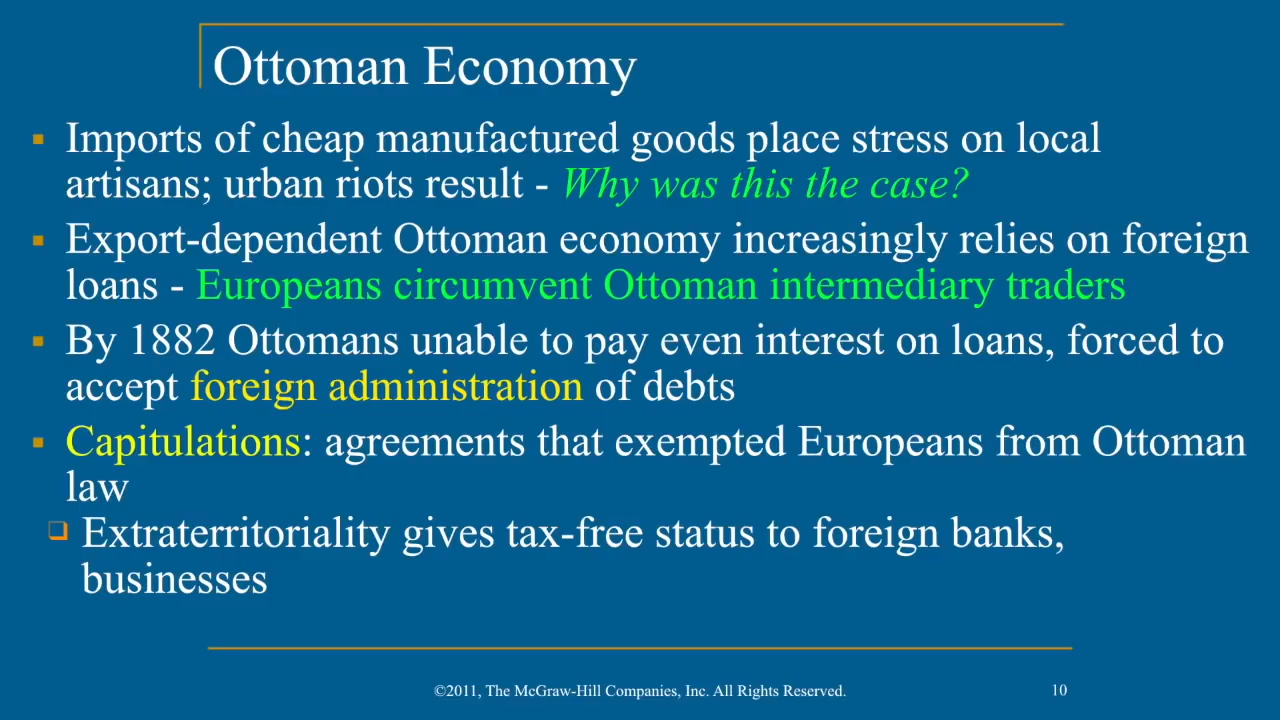 Ottoman Economy
Imports of cheap manufactured goods place stress on local
artisans; urban riots result - Why was this the case?
Export-dependent Ottoman economy increasingly relies on foreign
loans - Europeans circumvent Ottoman intermediary traders
By 1882 Ottomans unable to pay even interest on loans, forced to
accept foreign administration of debts
Capitulations: agreements that exempted Europeans from Ottoman
law
Extraterritoriality gives tax-free status to foreign banks,
businesses
©2011, The McGraw-Hill Companies, Inc. All Rights Reserved.
10